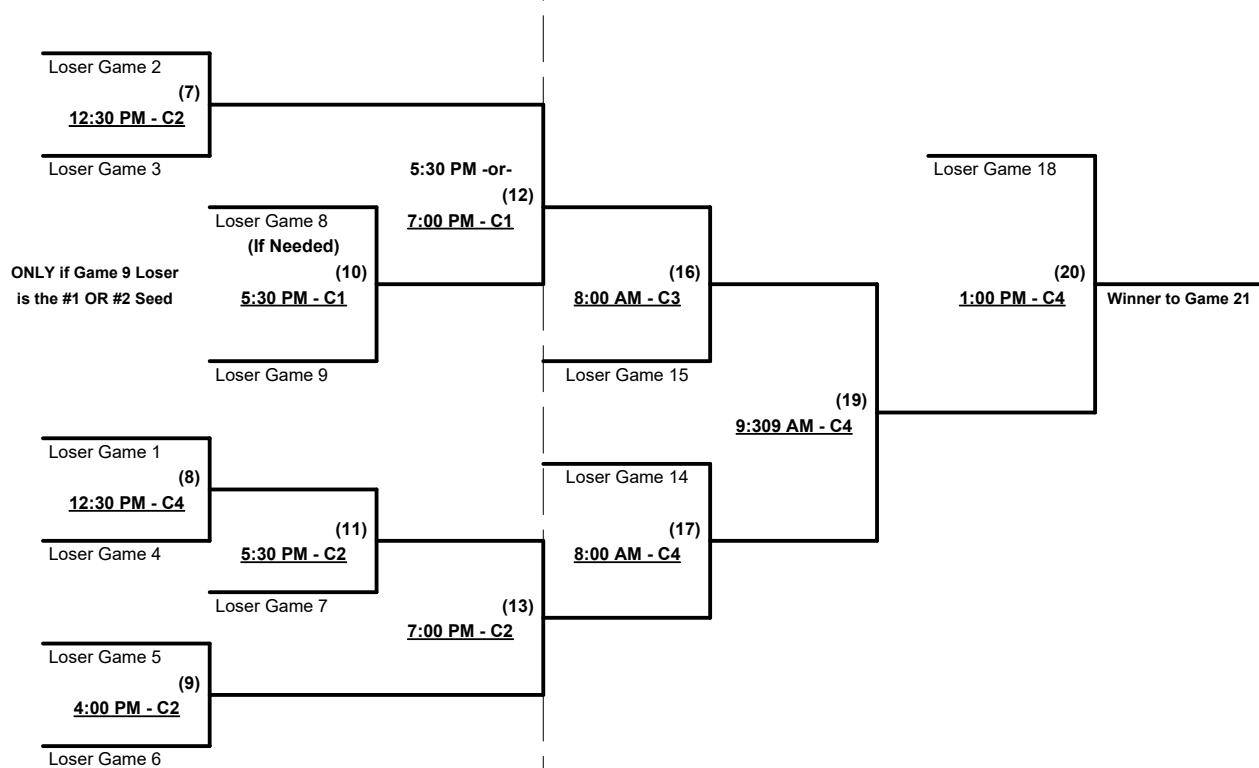 Loser Game 2
(7)
12:30 PM - C2
Loser Game 3
5:30 PM -or-
(12)
7:00 PM - C1
Loser Game 18
Loser Game 8
(If Needed)
(10)
5:30 PM - C1
ONLY if Game 9 Loser
is the #1 OR #2 Seed
(16)
8:00 AM - C3
(20)
1:00 PM - C4
Winner to Game 21
Loser Game 9
Loser Game 15
(19)
9:309 AM - C4
Loser Game 1
(8)
12:30 PM - C4
Loser Game 4
Loser Game 14
(11)
5:30 PM - C2
(17)
8:00 AM - C4
Loser Game 7
(13)
7:00 PM - C2
Loser Game 5
(9)
4:00 PM - C2
Loser Game 6